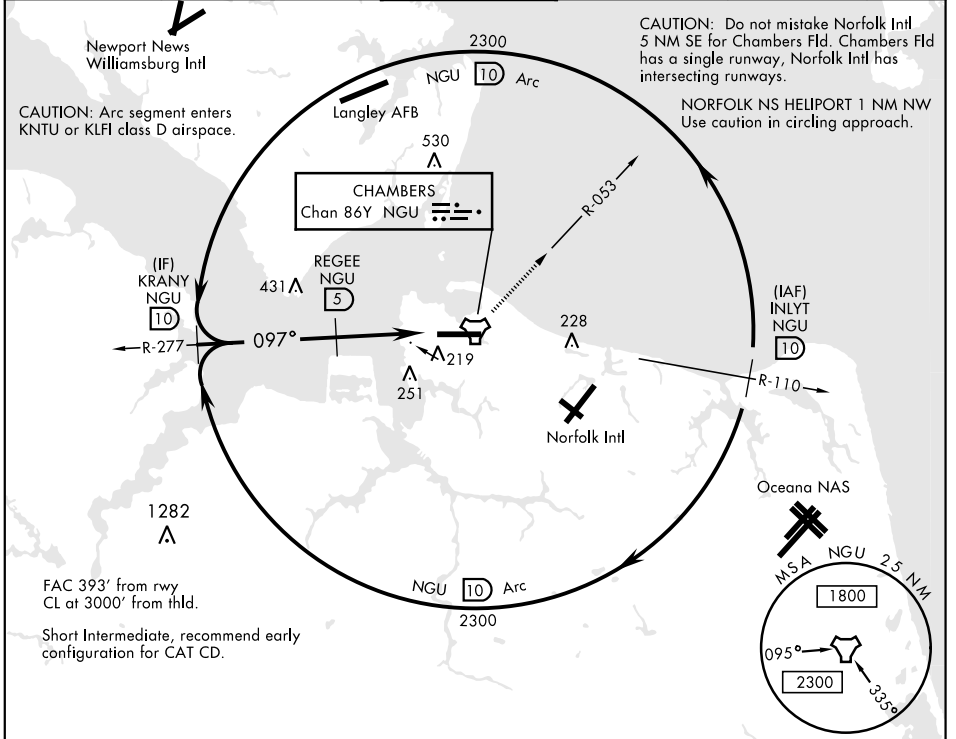 2300
CAUTION: Do not mistake Norfolk Intl
5 NM SE for Chambers Fld. Chambers Fld
has a single runway, Norfolk Intl has
intersecting runways.
NORFOLK NS HELIPORT 1 NM NW
Use caution in circling approach.
Newport News
Williamsburg Intl
NGU 10 Arc
CAUTION: Arc segment enters
KNTU or KLFI class D airspace.
Langley AFB
530
CHAMBERS
Chan 86Y NGU
R-053
(IF)
KRANY
NGU
10
431
REGEE
NGU
5
(IAF)
INLYT
NGU
10
228
R-277
097°
219
251
R-110
Norfolk Intl
Oceana NAS
1282
FAC 393' from rwy
CL at 3000' from thld.
Short Intermediate, recommend early
configuration for CAT CD.
NGU 10 Arc
2300
MSA NGU 25 NM
1800
095°
2300
335°